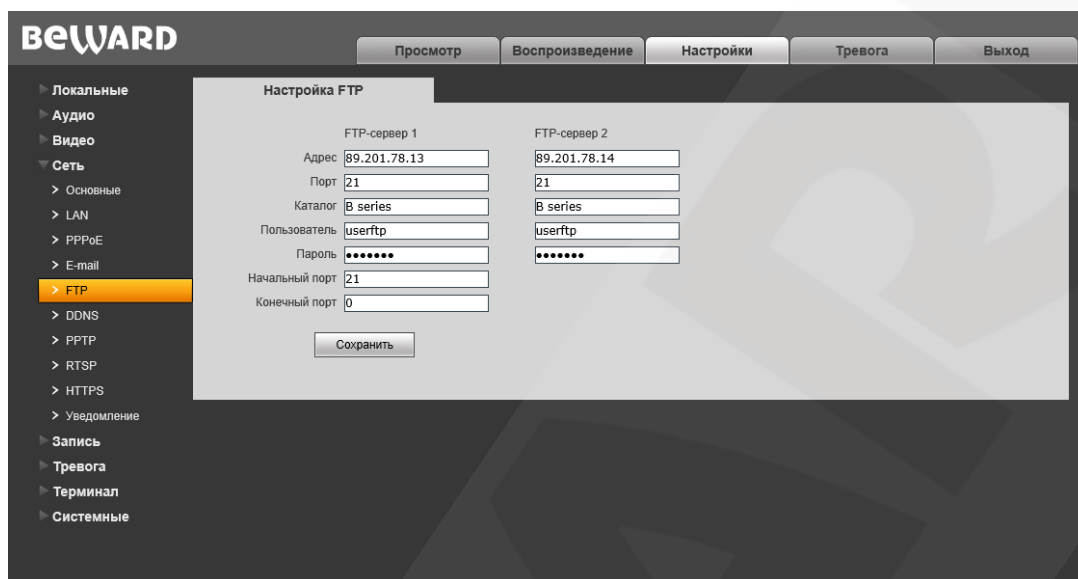 BEWARD
Просмотр Воспроизведение Настройки Тревога Выход
Локальные
Аудио
Видео
Сеть
> Основные
> LAN
> PPPoE
> E-mail
> FTP
> DDNS
> PPTP
> RTSP
> HTTPS
> Уведомление
Запись
Тревога
Терминал
Системные
Настройка FTP
FTP-сервер 1 FTP-сервер 2
Адрес 89.201.78.13 89.201.78.14
Порт 21 21
Каталог B series B series
Пользователь userftp userftp
Пароль ●●●●●●● ●●●●●●●
Начальный порт 21
Конечный порт 0
Сохранить